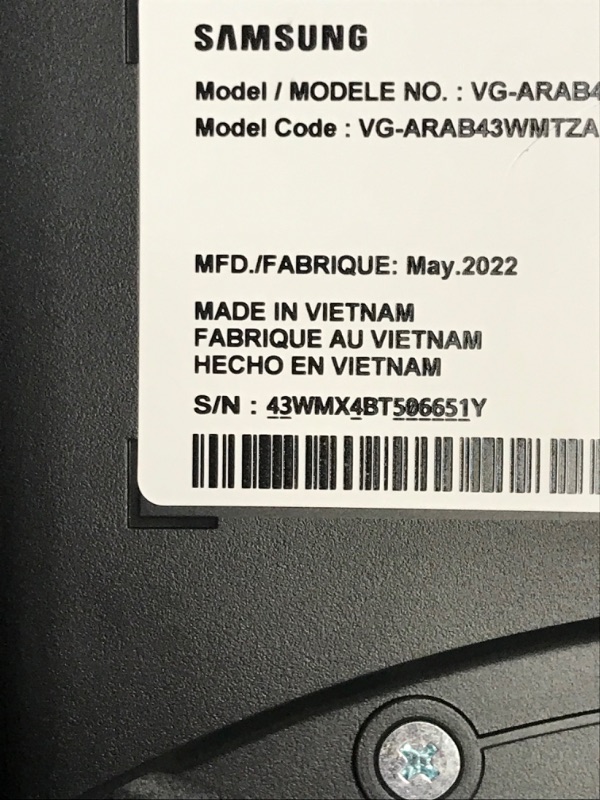 SAMSUNG
Model / MODELE NO. : VG-ARAB4
Model Code : VG-ARAB43WMTZA
MFD./FABRIQUE: May.2022
MADE IN VIETNAM
FABRIQUE AU VIETNAM
HECHO EN VIETNAM
S/N : 43WMX4BT506651Y